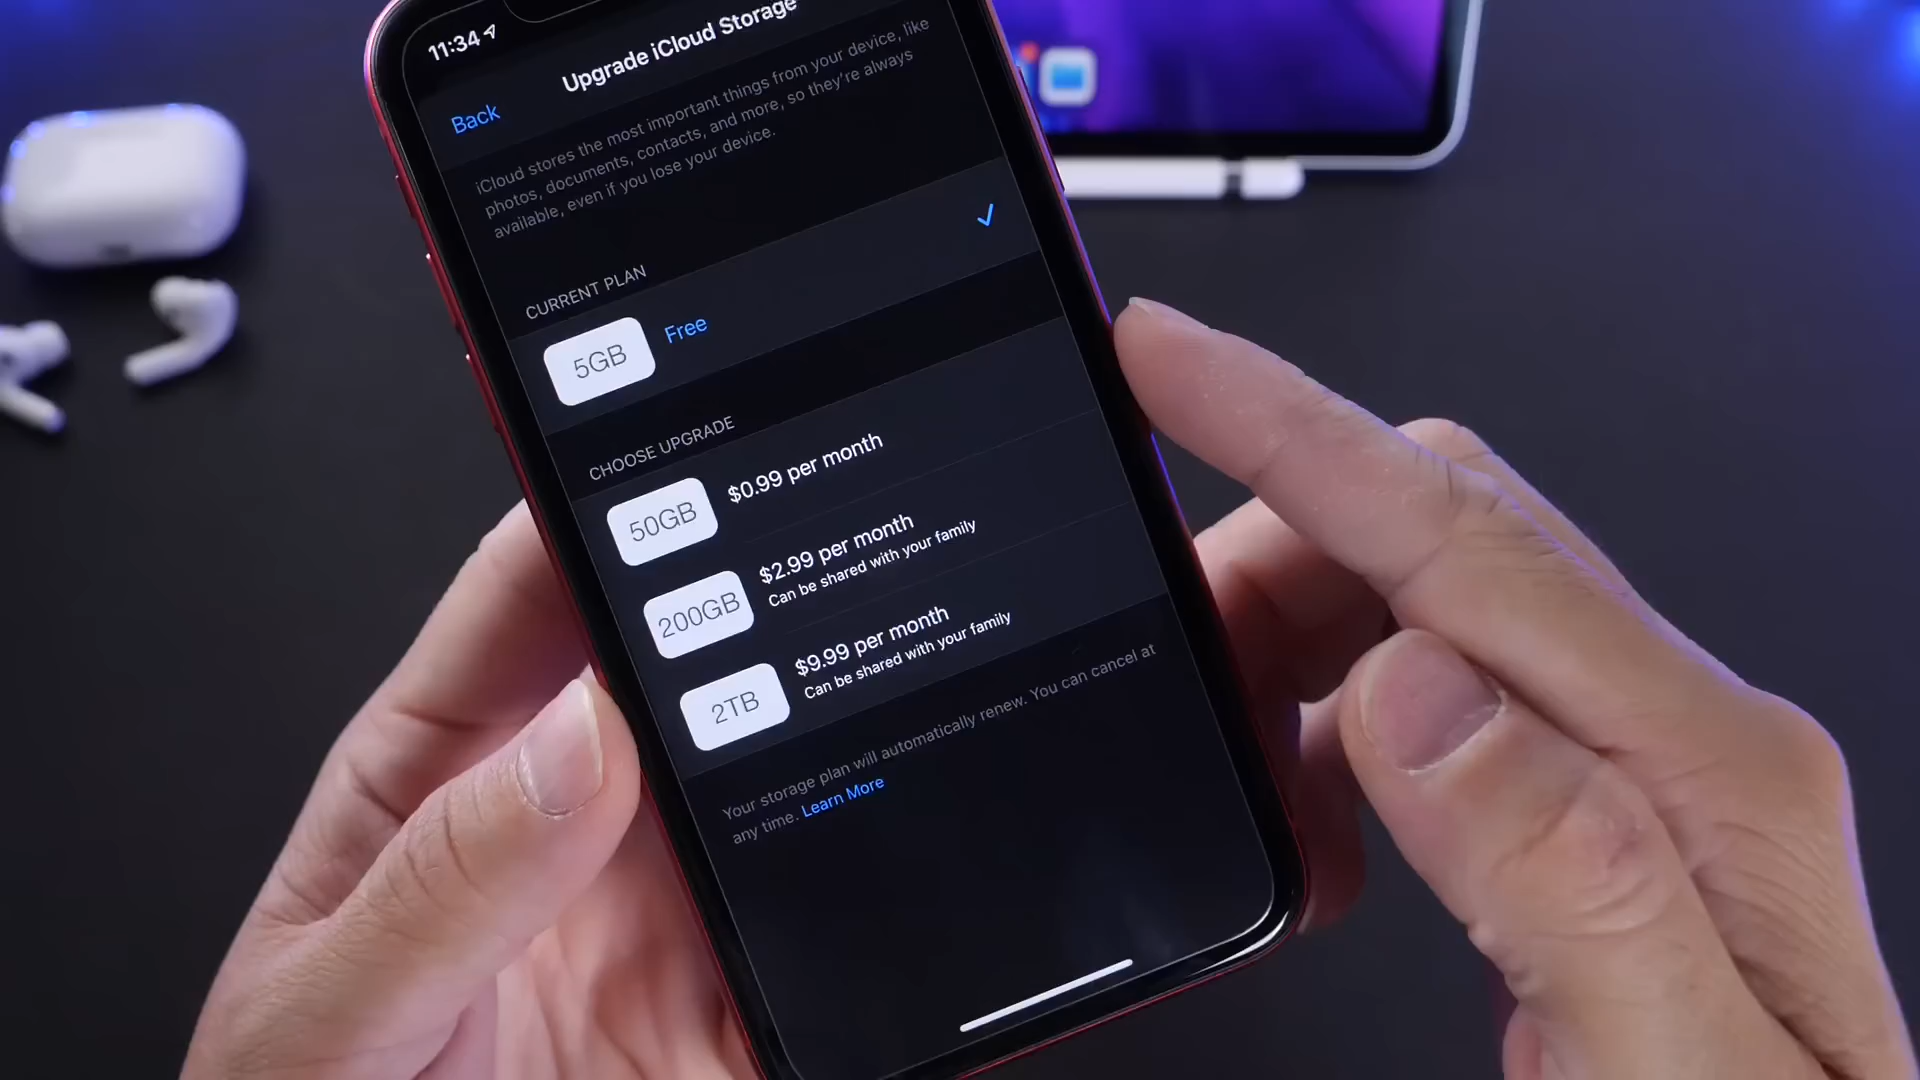 11:34
Upgrade iCloud Storage
Back
iCloud stores the most important things from your device, like
photos, documents, contacts, and more, so they're always
available, even if you lose your device.
CURRENT PLAN
5GB
Free
CHOOSE UPGRADE
50GB
$0.99 per month
200GB
$2.99 per month
Can be shared with your family
2TB
$9.99 per month
Can be shared with your family
Your storage plan will automatically renew. You can cancel at
any time. Learn More